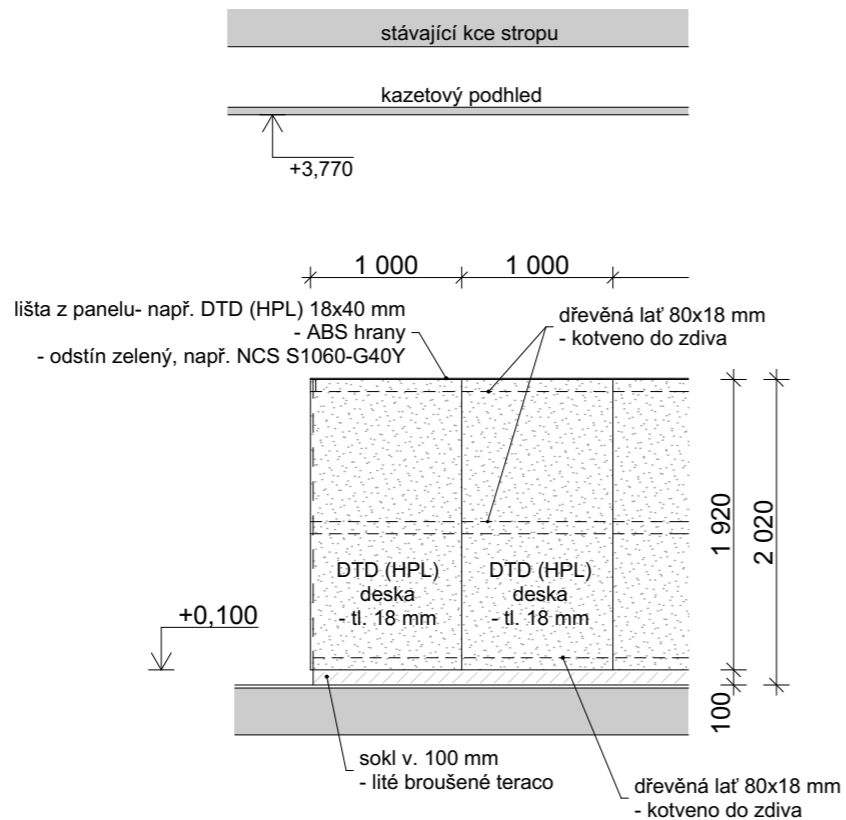 stávající kce stropu
kazetový podhled
+3,770
1 000
1 000
lišta z panelu- např. DTD (HPL) 18x40 mm
- ABS hrany
- odstín zelený, např. NCS S1060-G40Y
dřevěná lať 80x18 mm
- kotveno do zdiva
DTD (HPL)
deska
- tl. 18 mm
DTD (HPL)
deska
- tl. 18 mm
1 920
2 020
+0,100
100
sokl v. 100 mm
- lité broušené teraco
dřevěná lať 80x18 mm
- kotveno do zdiva